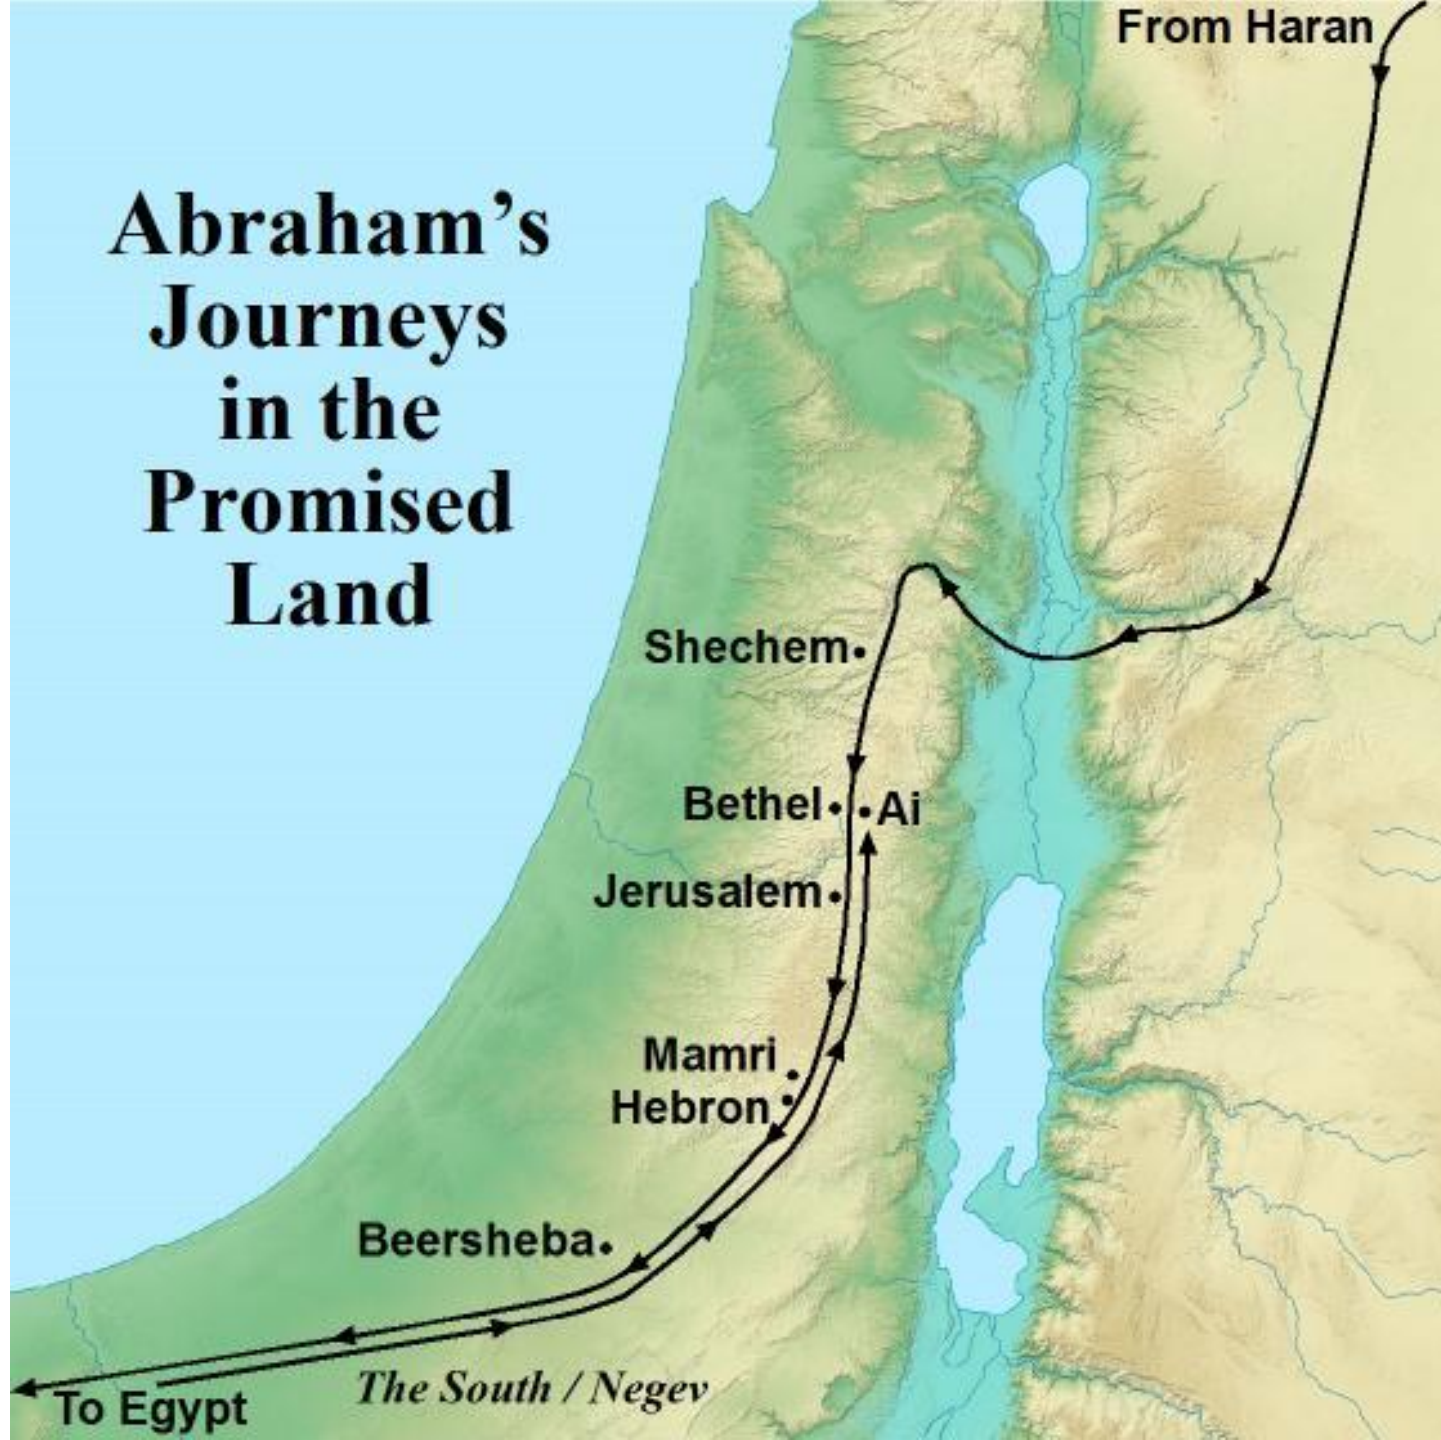 From Haran
Abraham's
Journeys
in the
Promised
Land
Shechem
Bethel
Ai
Jerusalem
Mamri
Hebron
Beersheba
The South / Negev
To Egypt